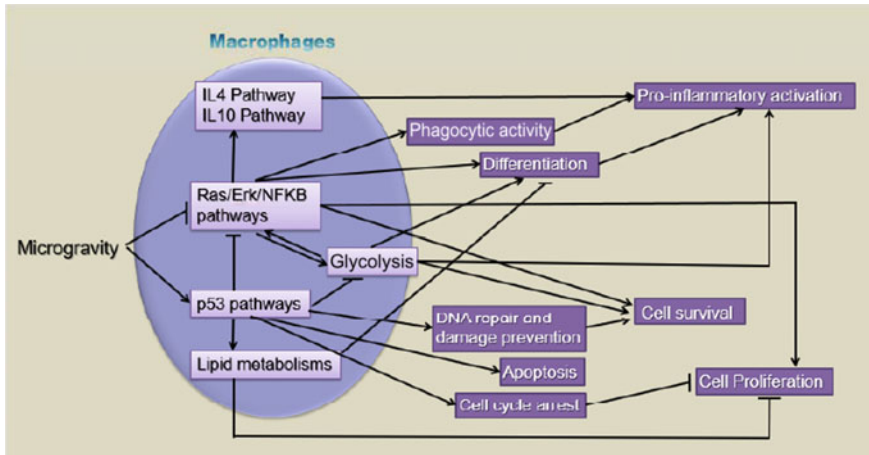 Macrophages
IL4 Pathway
IL10 Pathway
Pro-inflammatory activation
Phagocytic activity
Differentiation
Ras/Erk/NFKB
pathways
Microgravity
Glycolysis
p53 pathways
DNA repair and
damage prevention
Cell survival
Lipid metabolisms
Apoptosis
Cell Proliferation
Cell cycle arrest